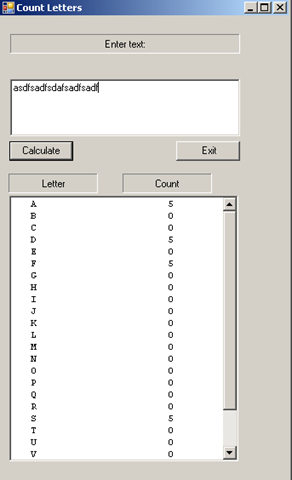 Count Letters
Enter text:
asdfsadfsdafsadfsadf
Calculate Exit
Letter Count
A 5
B 0
C 0
D 5
E 0
F 5
G 0
H 0
I 0
J 0
K 0
L 0
M 0
N 0
O 0
P 0
Q 0
R 0
S 5
T 0
U 0
V 0